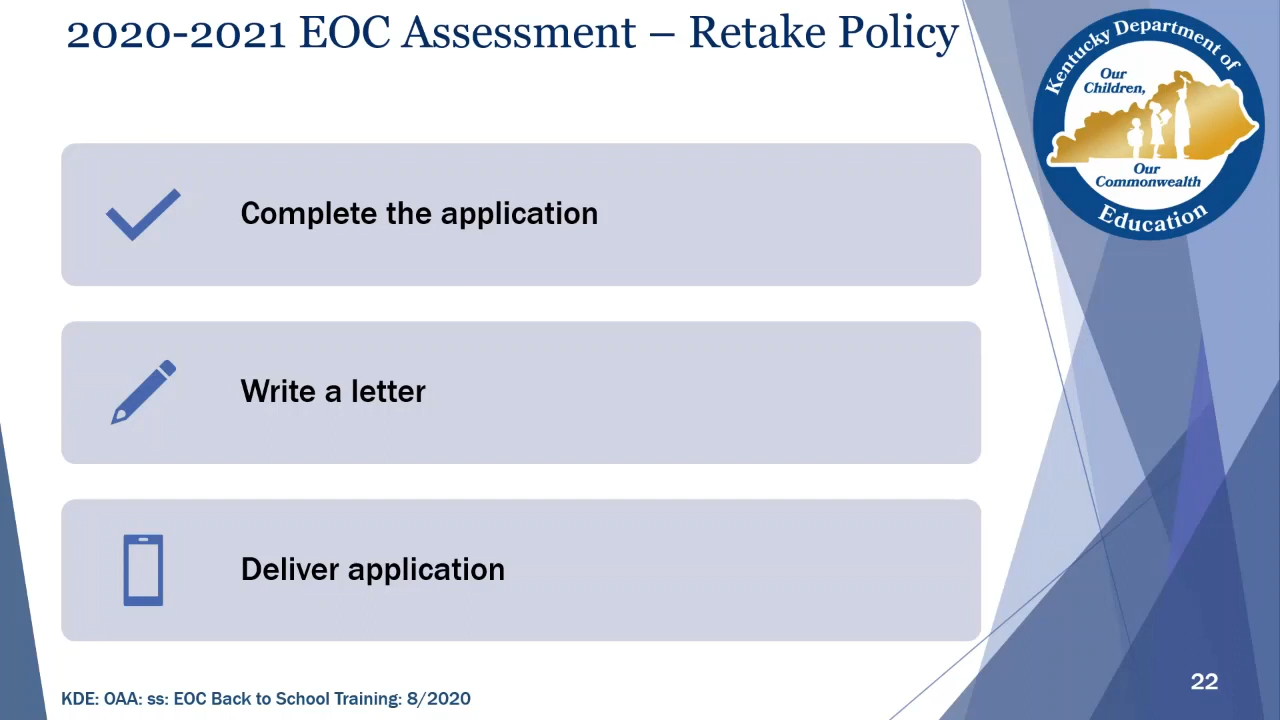 2020-2021 EOC Assessment – Retake Policy
Kentucky Department of
Our
Children,
Our
Commonwealth
Education
Complete the application
Write a letter
Deliver application
KDE: OAA: ss: EOC Back to School Training: 8/2020
22